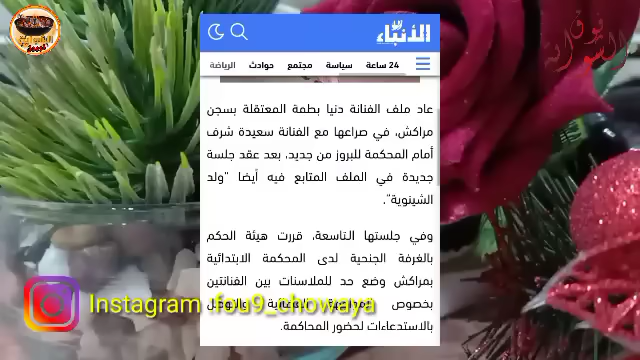 الأنباء
24 ساعة سياسة مجتمع حوادث الرياضة
عاد ملف الفنانة دنيا بطمة المعتقلة بسجن
مراكش، في صراعها مع الفنانة سعيدة شرف
أمام المحكمة للبروز من جديد، بعد عقد جلسة
جديدة في الملف المتابع فيه أيضا "ولد
الشينوية".
وفي جلستها التاسعة، قررت هيئة الحكم
بالغرفة الجنحية لدى المحكمة الابتدائية
بمراكش وضع حد للملاسنات بين الفنانتين
بخصوص
بالاستدعاءات لحضور المحاكمة.
Instagram fou9_chowaya
فوق الشواية